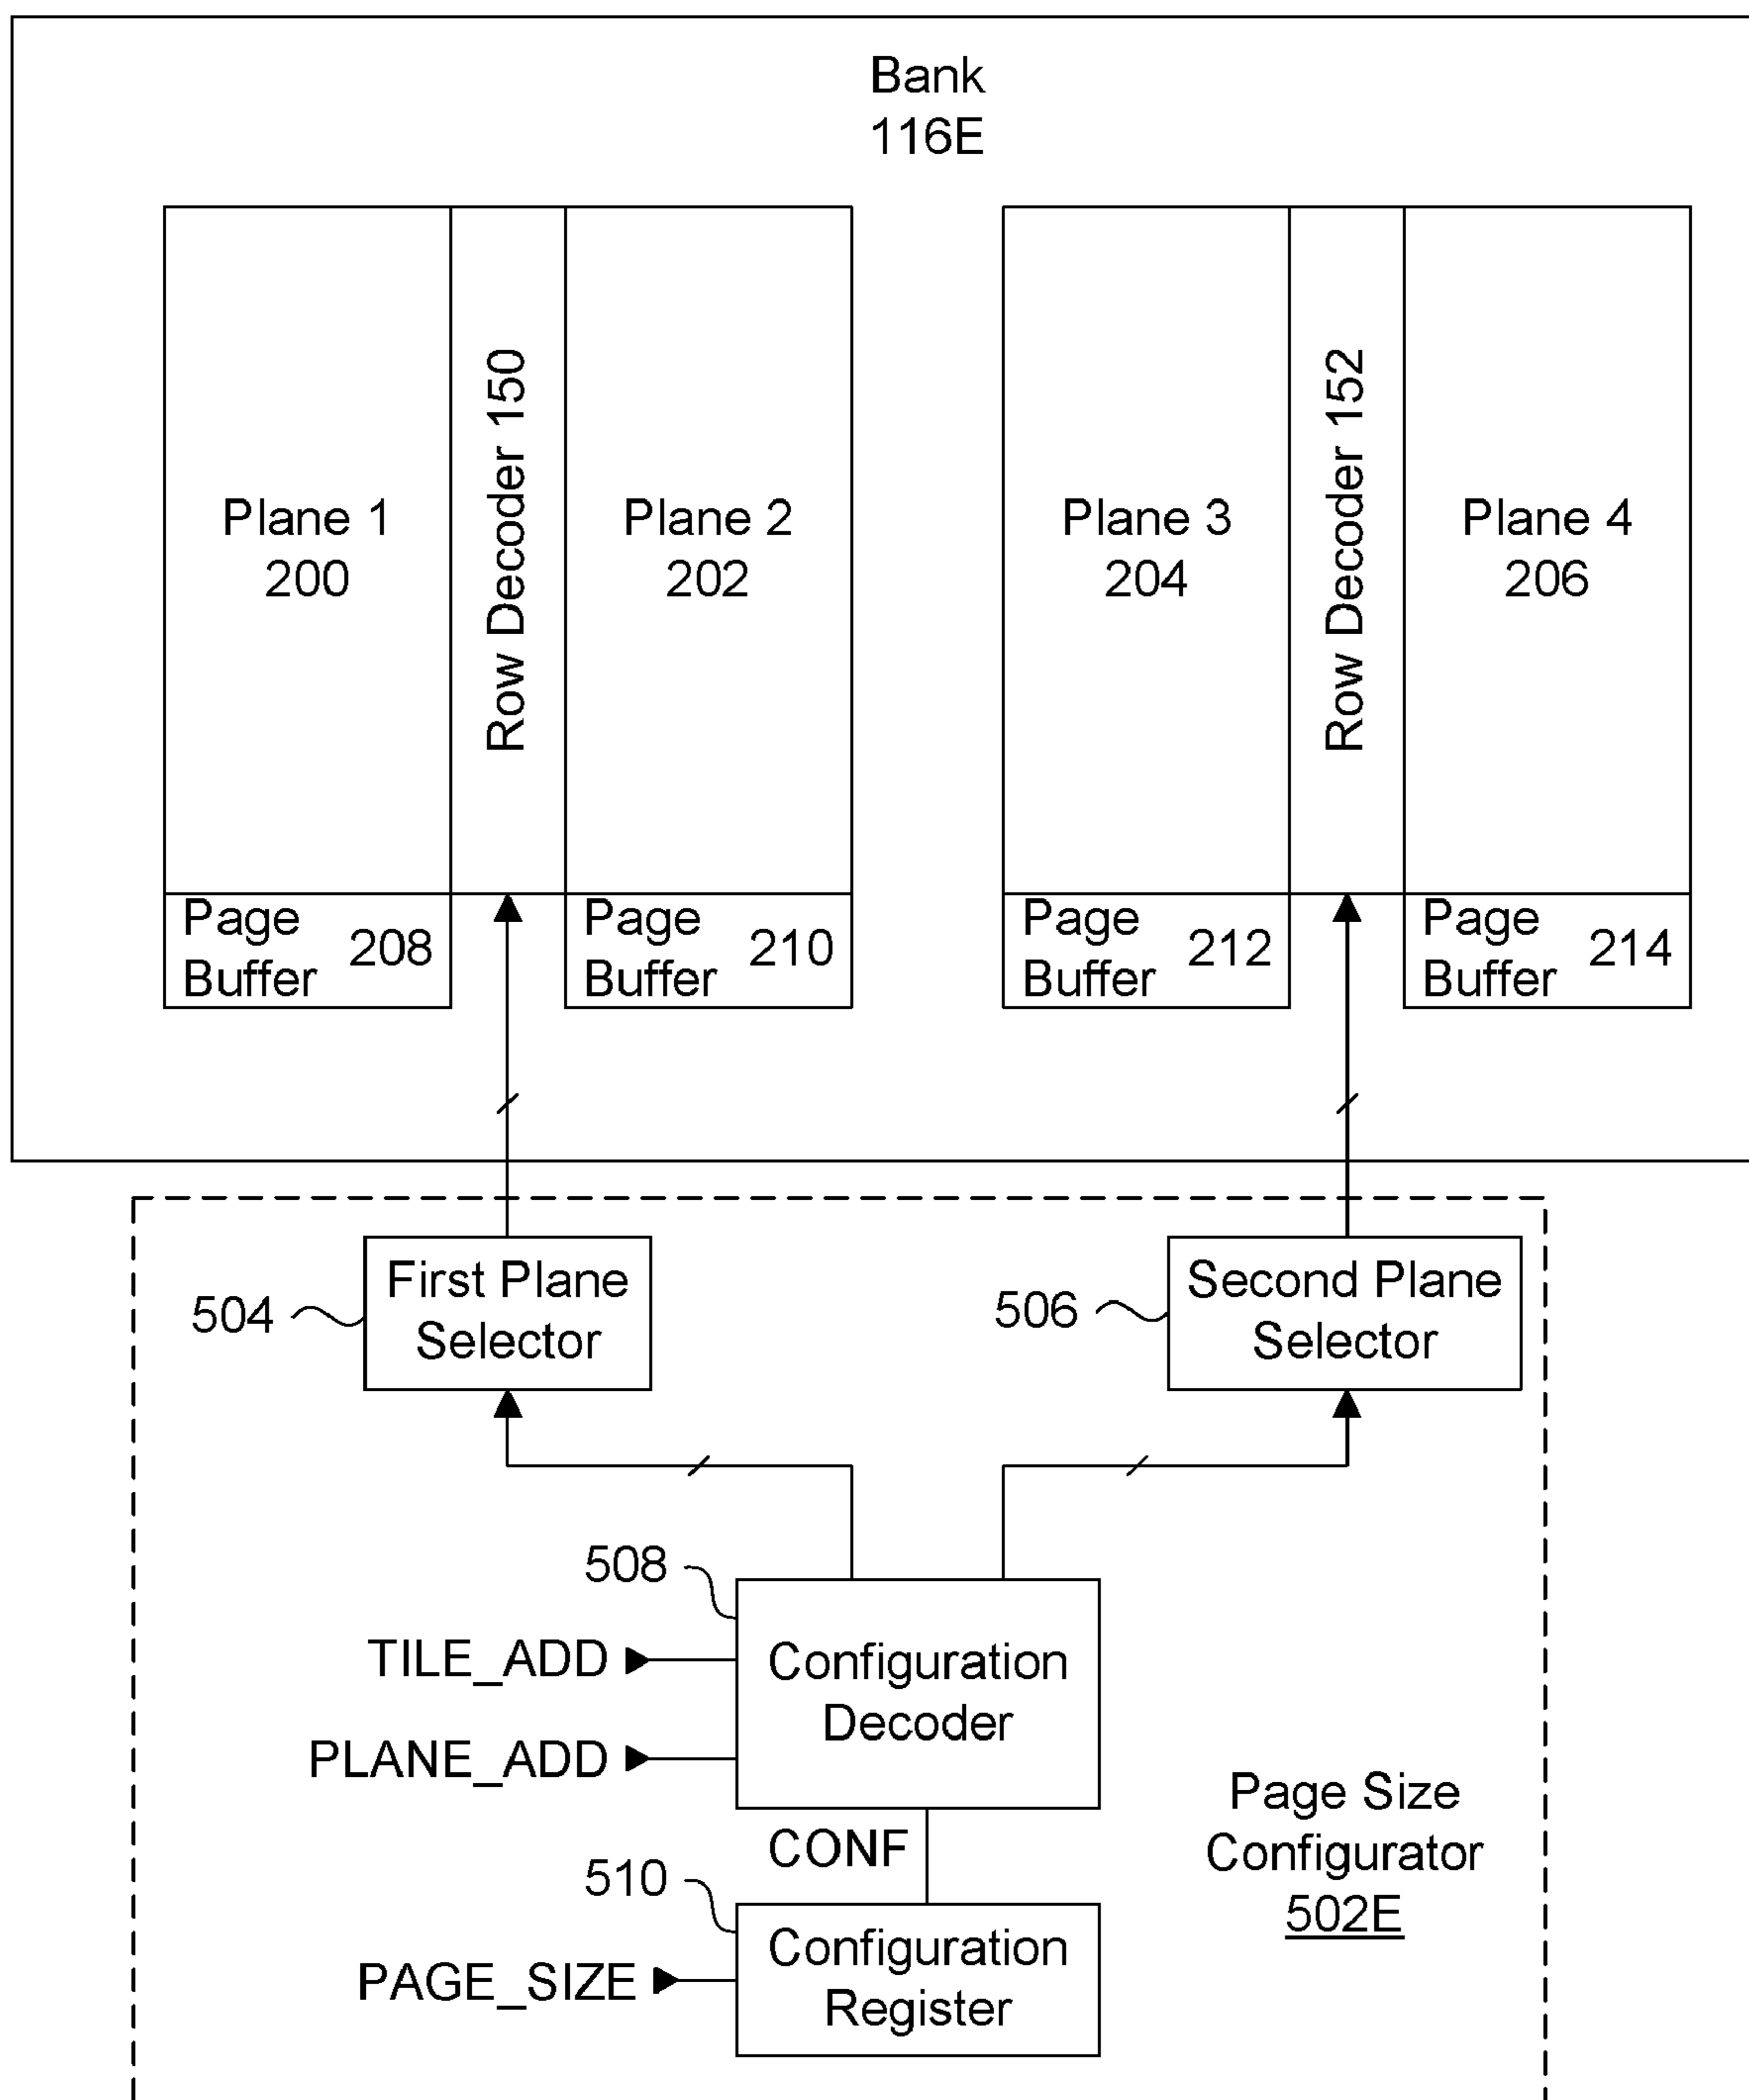 Bank
116E
Plane 1
200
Row Decoder 150
Plane 2
202
Plane 3
204
Row Decoder 152
Plane 4
206
Page
Buffer
208
Page
Buffer
210
Page
Buffer
212
Page
Buffer
214
504
First Plane
Selector
506
Second Plane
Selector
508
TILE_ADD
PLANE_ADD
Configuration
Decoder
CONF
510
PAGE_SIZE
Configuration
Register
Page Size
Configurator
502E